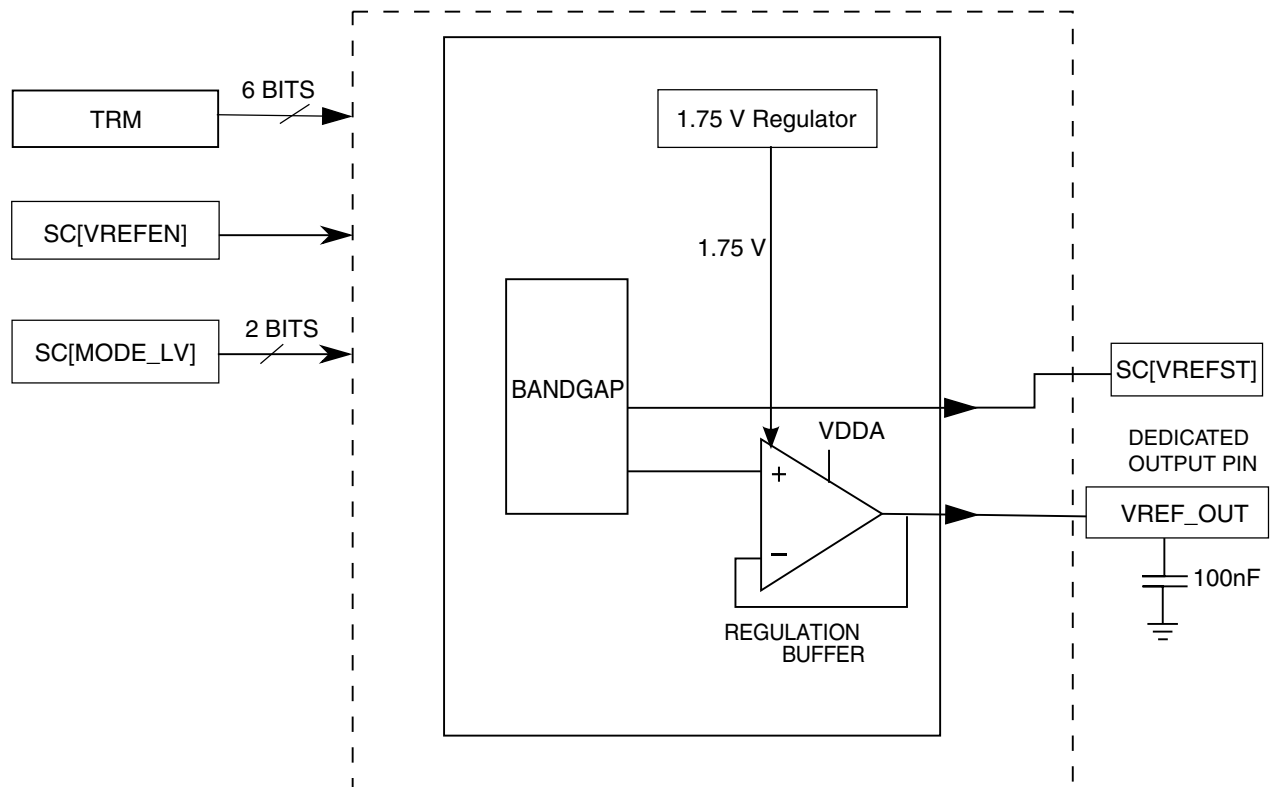 6 BITS
TRM
1.75 V Regulator
SC[VREFEN]
1.75 V
2 BITS
SC[MODE_LV]
BANDGAP
SC[VREFST]
VDDA
DEDICATED
OUTPUT PIN
+
VREF_OUT
−
100nF
REGULATION
BUFFER